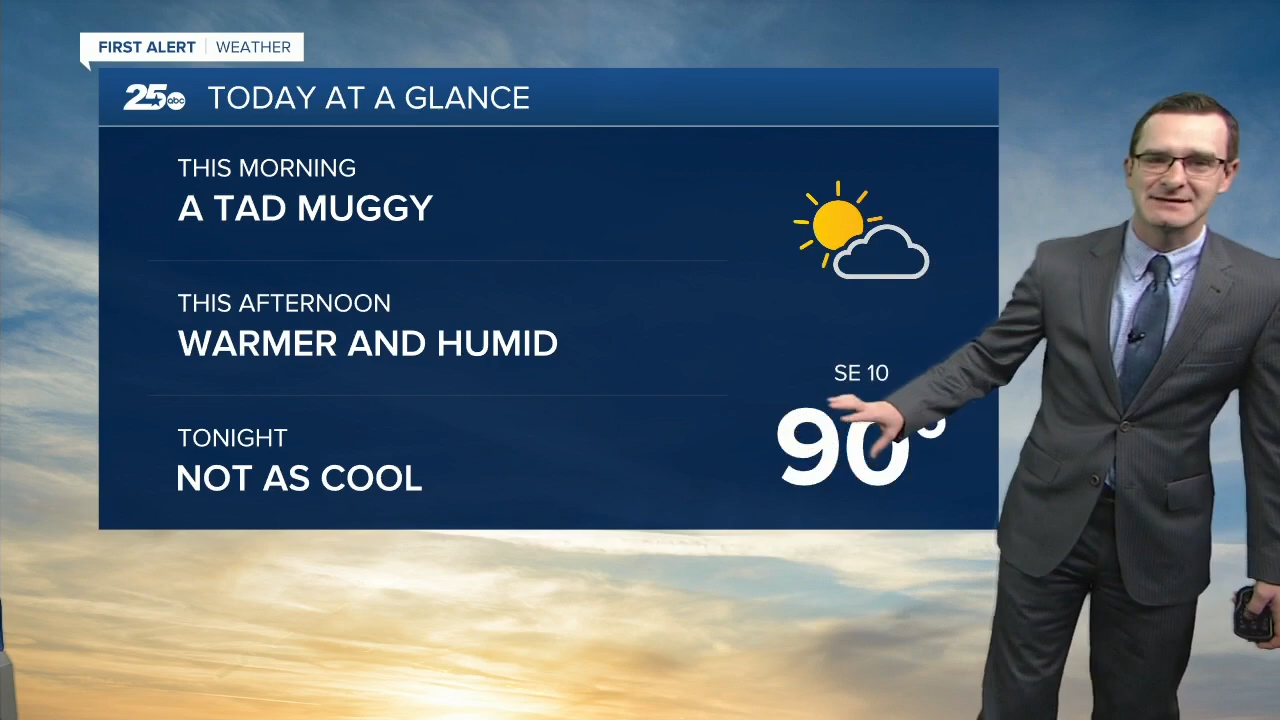 FIRST ALERT | WEATHER
25 abc TODAY AT A GLANCE
THIS MORNING
A TAD MUGGY
THIS AFTERNOON
WARMER AND HUMID
SE 10
90°
TONIGHT
NOT AS COOL